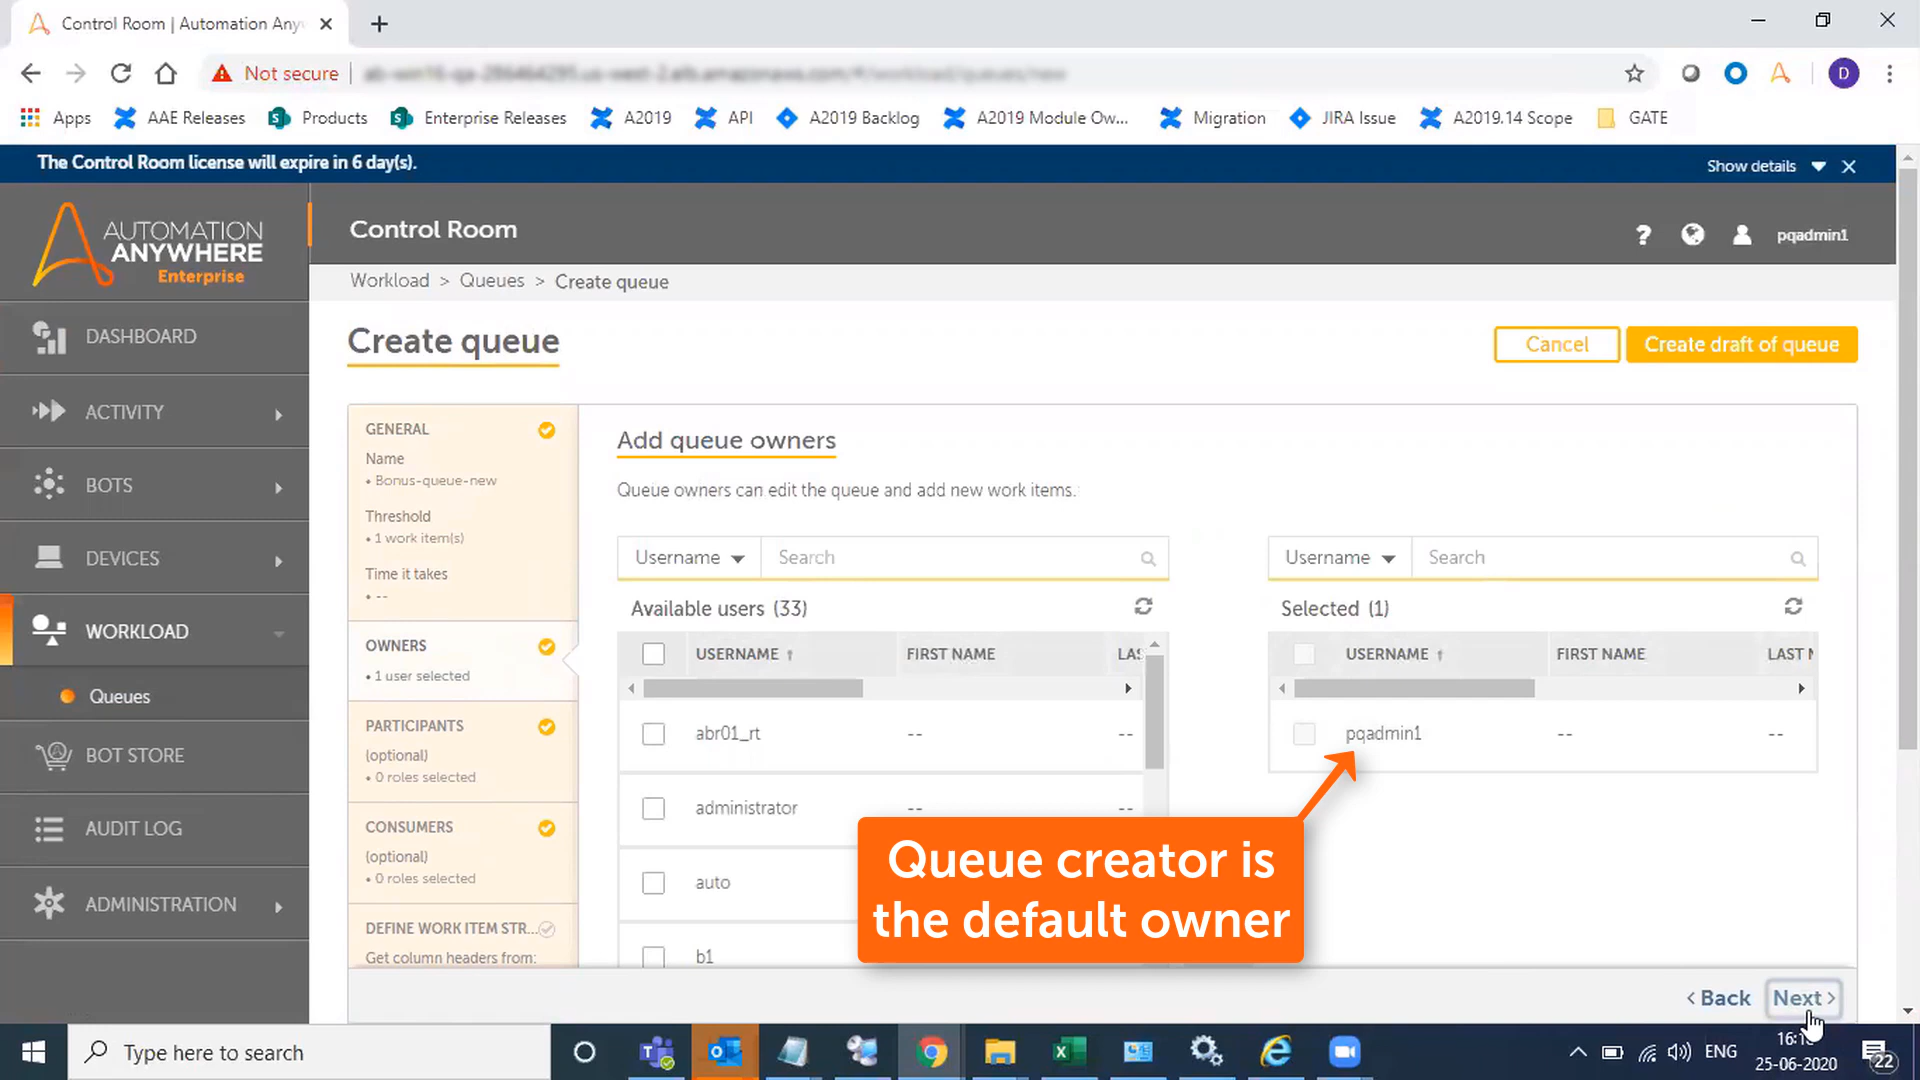 Control Room | Automation Any
Not secure
D
Apps
AAE Releases
Products
Enterprise Releases
A2019
API
A2019 Backlog
A2019 Module Ow...
Migration
JIRA Issue
A2019.14 Scope
GATE
The Control Room license will expire in 6 day(s).
Show details
AUTOMATION
ANYWHERE
Enterprise
Control Room
?
pqadmin1
Workload > Queues > Create queue
DASHBOARD
ACTIVITY
BOTS
DEVICES
WORKLOAD
Queues
BOT STORE
AUDIT LOG
ADMINISTRATION
Create queue
Cancel
Create draft of queue
GENERAL
Name
• Bonus-queue-new
Threshold
• 1 work item(s)
Time it takes
• --
OWNERS
• 1 user selected
PARTICIPANTS
(optional)
• 0 roles selected
CONSUMERS
(optional)
• 0 roles selected
DEFINE WORK ITEM STR...
Get column headers from:
Add queue owners
Queue owners can edit the queue and add new work items.
Username
Search
Available users (33)
USERNAME FIRST NAME LAS
abr01_rt -- --
administrator -- --
auto
b1
Username
Search
Selected (1)
USERNAME FIRST NAME LAST N
pqadmin1 -- --
Queue creator is
the default owner
< Back
Next >
Type here to search
ENG
25-06-2020
22